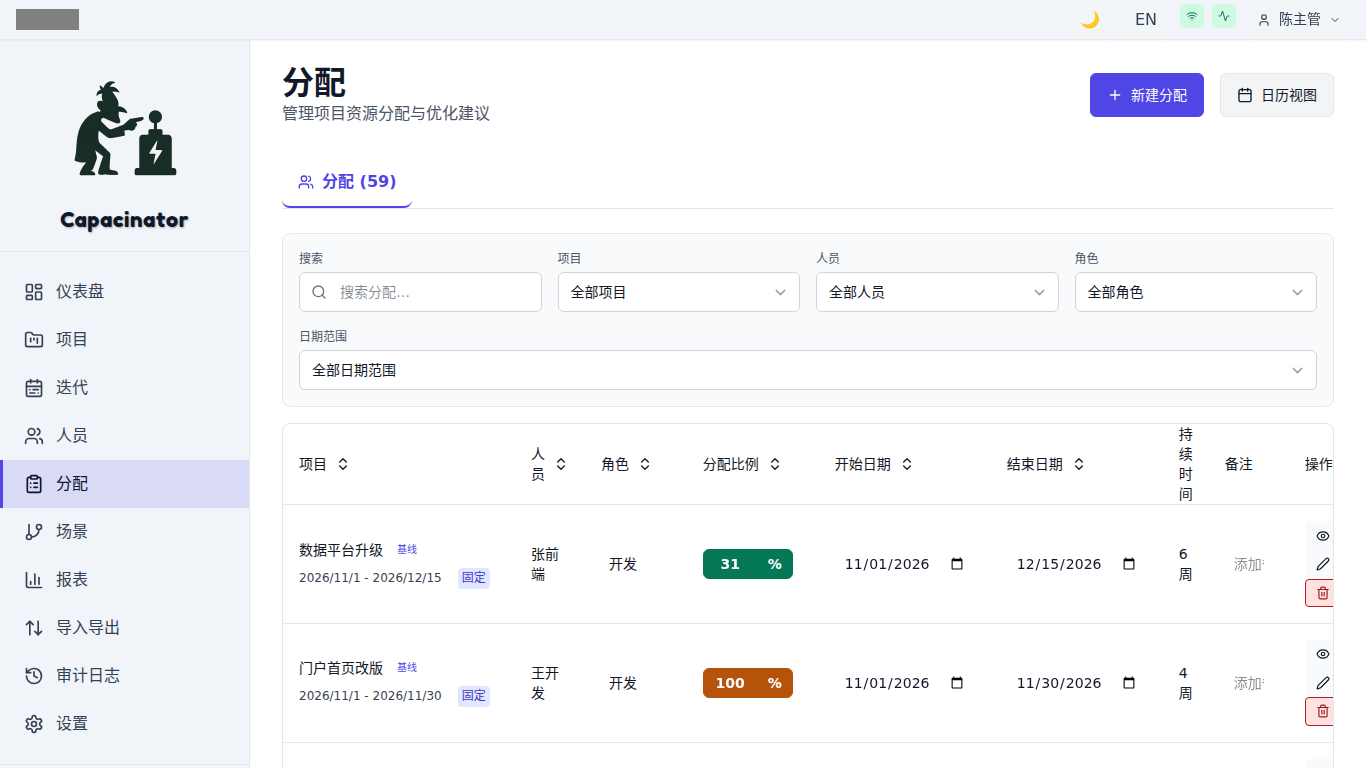 EN
陈主管
Capacinator
仪表盘
项目
迭代
人员
分配
场景
报表
导入导出
审计日志
设置
分配
管理项目资源分配与优化建议
新建分配
日历视图
分配 (59)
搜索
项目
人员
角色
搜索分配...
全部项目
全部人员
全部角色
日期范围
全部日期范围
项目
人员
角色
分配比例
开始日期
结束日期
持续时间
备注
操作
数据平台升级 基线
2026/11/1 - 2026/12/15 固定
张前端
开发
31 %
11/01/2026
12/15/2026
6周
添加
门户首页改版 基线
2026/11/1 - 2026/11/30 固定
王开发
开发
100 %
11/01/2026
11/30/2026
4周
添加